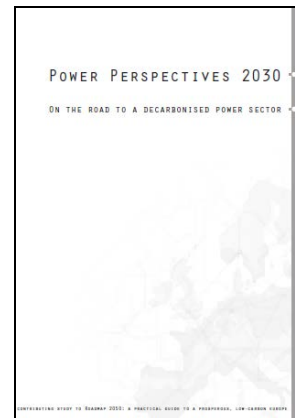 POWER PERSPECTIVES 2030
ON THE ROAD TO A DECARBONISED POWER SECTOR
CONTRIBUTING STUDY TO ROADMAP 2050: A PRACTICAL GUIDE TO A PROSPEROUS, LOW-CARBON EUROPE